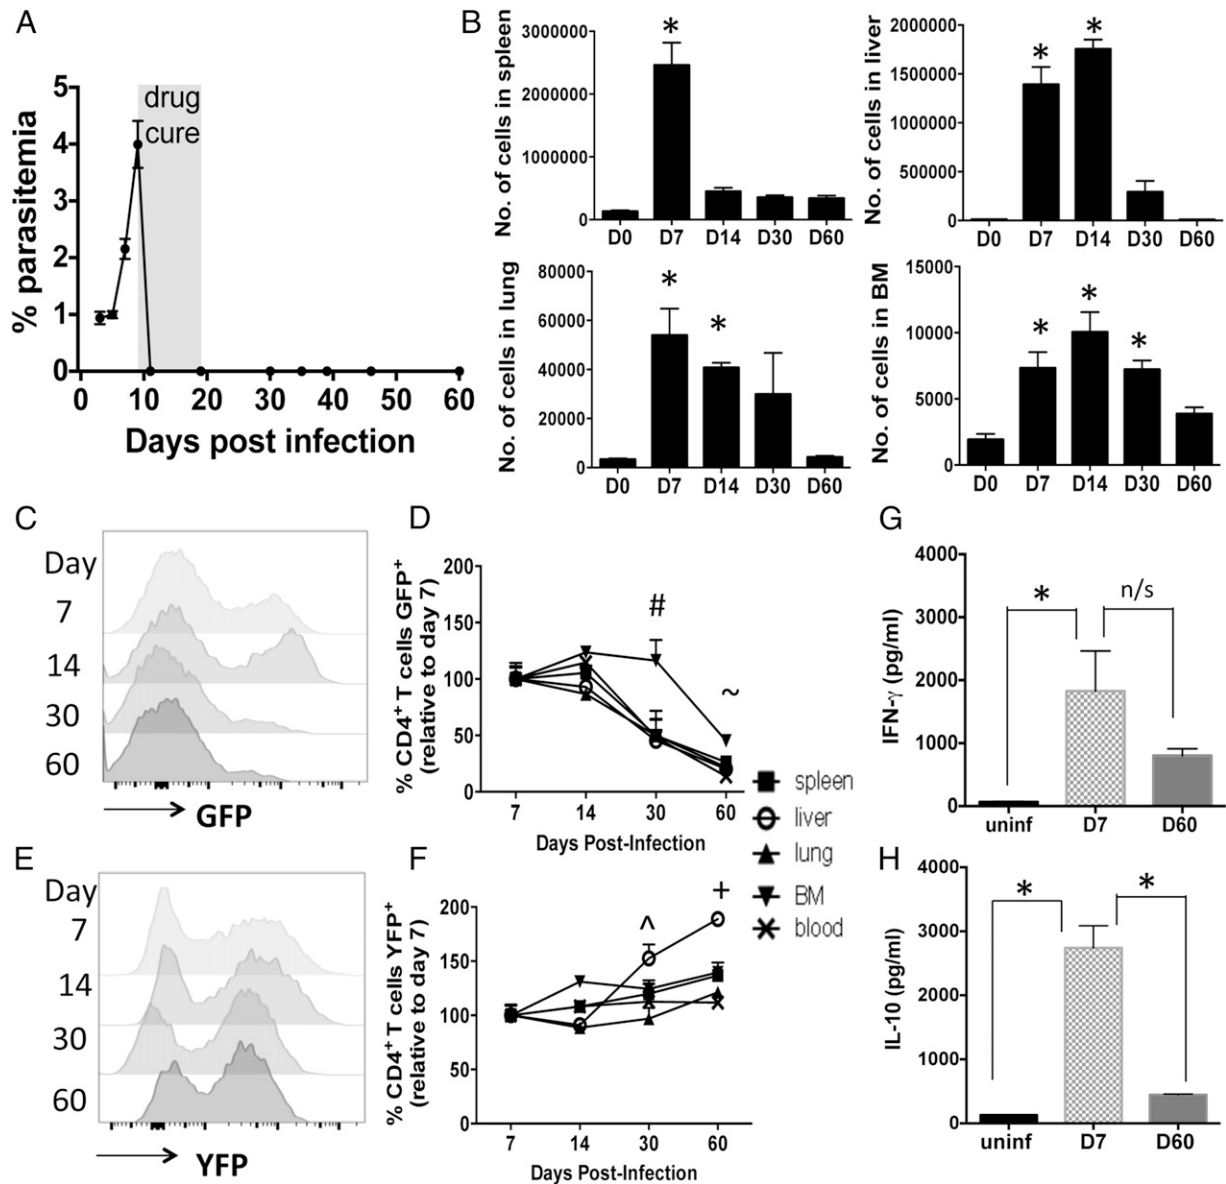 A
% parasitemia
5
4
3
2
1
0
drug
cure
0 10 20 30 40 50 60
Days post infection
B
No. of cells in spleen
3000000
2000000
1000000
0
*
D0 D7 D14 D30 D60
No. of cells in liver
2000000
1500000
1000000
500000
0
* *
D0 D7 D14 D30 D60
No. of cells in lung
80000
60000
40000
20000
0
* *
D0 D7 D14 D30 D60
No. of cells in BM
15000
10000
5000
0
* * *
D0 D7 D14 D30 D60
C
Day
7
14
30
60
GFP
D
% CD4⁺ T cells GFP⁺
(relative to day 7)
200
150
100
50
0
#
~
7 14 30 60
Days Post-Infection
spleen
liver
lung
BM
blood
E
Day
7
14
30
60
YFP
F
% CD4⁺ T cells YFP⁺
(relative to day 7)
200
150
100
50
0
^
+
7 14 30 60
Days Post-Infection
G
IFN-γ (pg/ml)
4000
3000
2000
1000
0
*
n/s
uninf D7 D60
H
IL-10 (pg/ml)
4000
3000
2000
1000
0
* *
uninf D7 D60